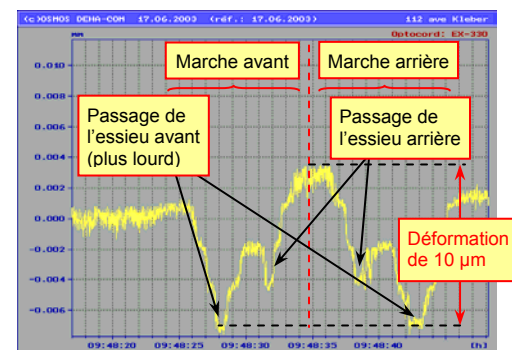 (c)OSMOS DEHA-COM 17.06.2003 (réf.: 17.06.2003) 112 ave Kleber
mm Optocord: EX-330
Marche avant Marche arrière
0.010
0.008
0.006
0.004
0.002
0.000
-0.002
-0.004
-0.006
Passage de
l'essieu avant
(plus lourd)
Passage de
l'essieu arrière
Déformation
de 10 µm
09:48:20 09:48:25 09:48:30 09:48:35 09:48:40 [h]